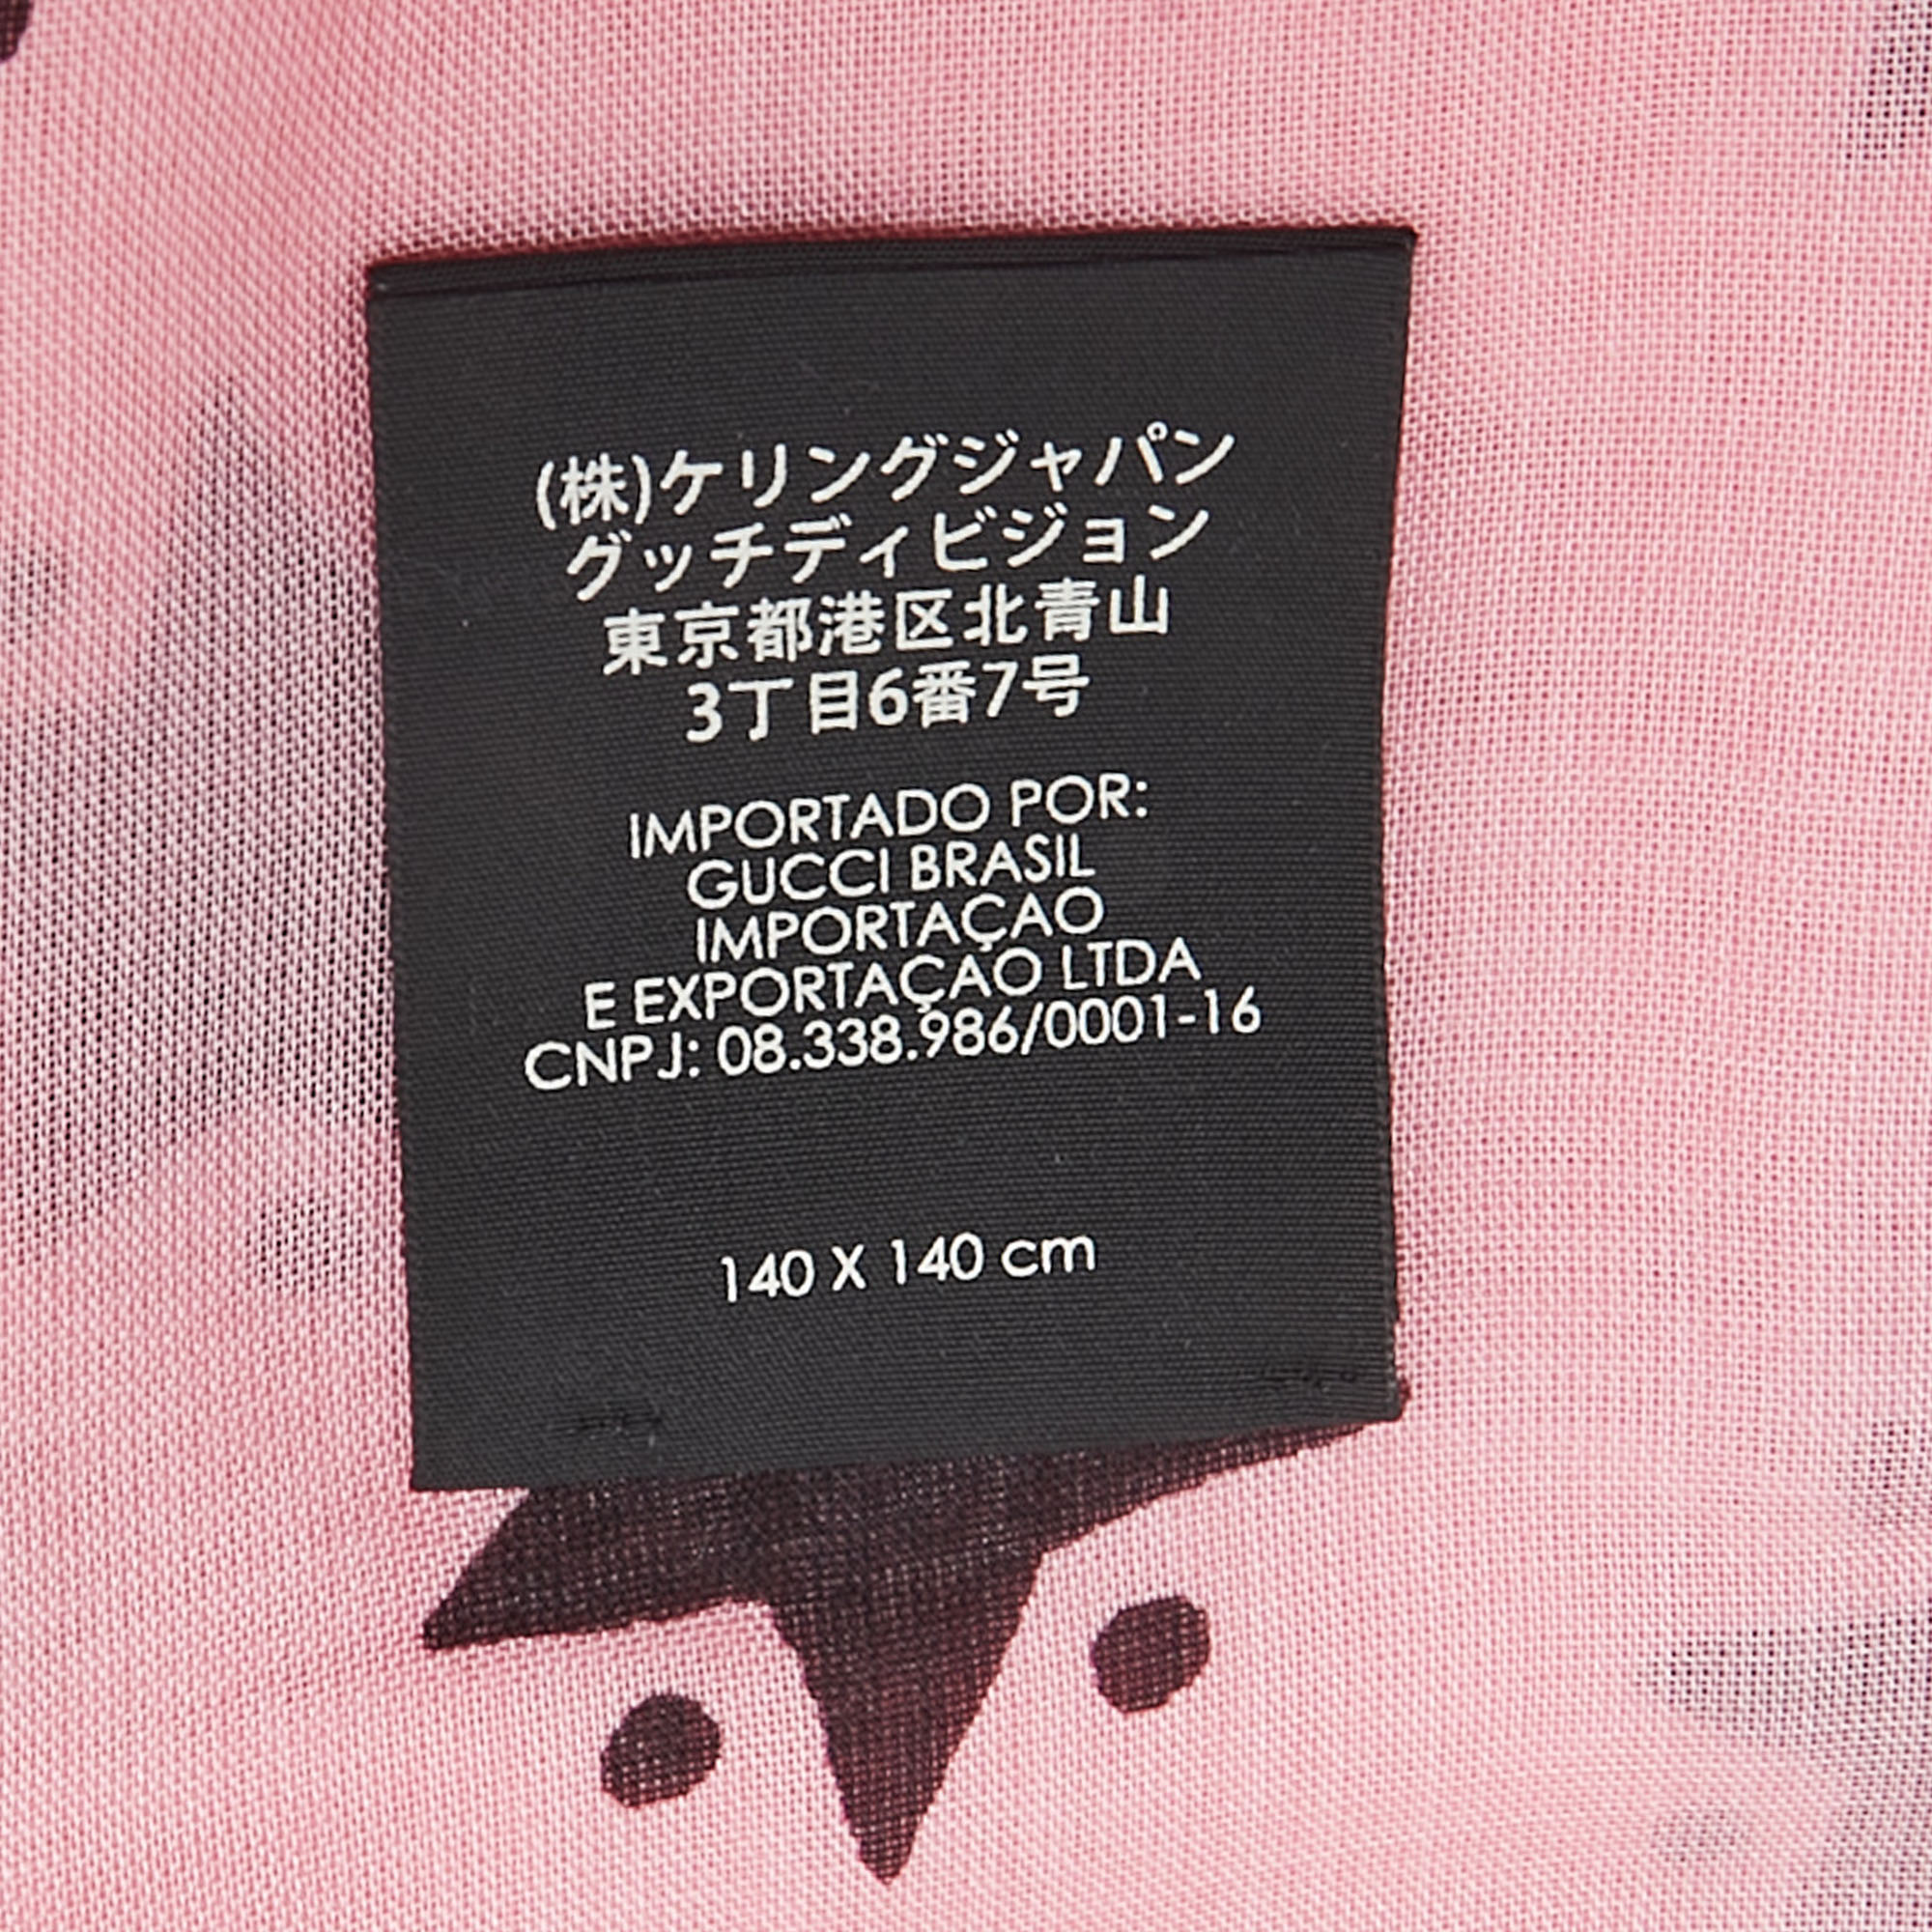 (株)ケリングジャパン
グッチディビジョン
東京都港区北青山
3丁目6番7号
IMPORTADO POR:
GUCCI BRASIL
IMPORTAÇAO
E EXPORTAÇAO LTDA
CNPJ: 08.338.986/0001-16
140 X 140 cm